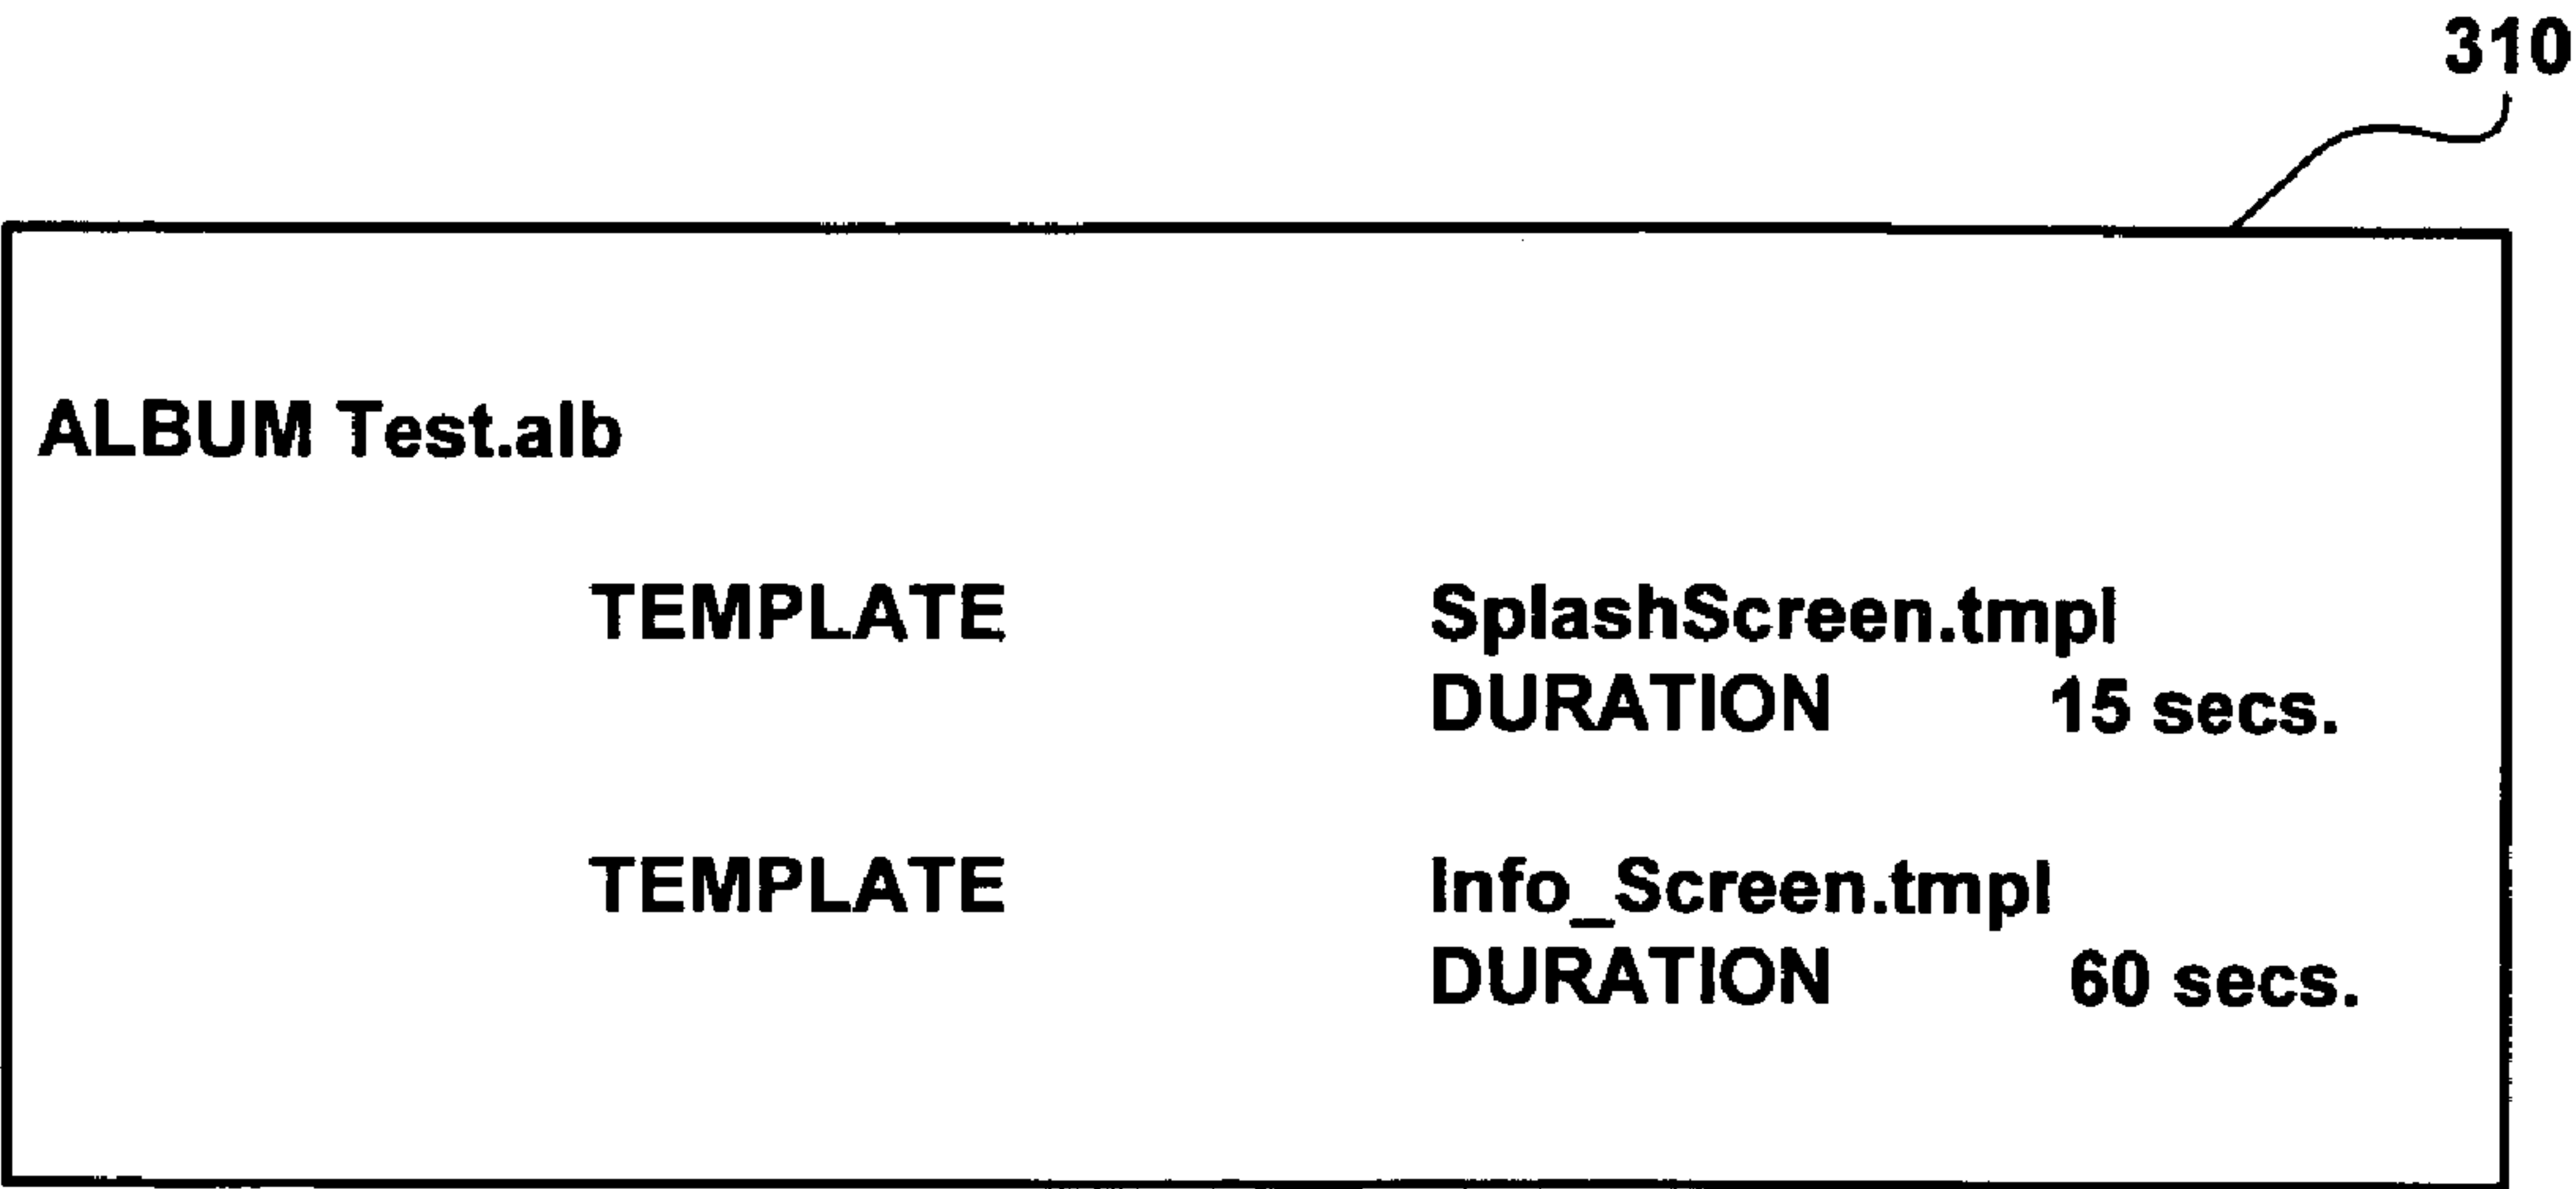 310
ALBUM Test.alb
TEMPLATE SplashScreen.tmpl
DURATION 15 secs.
TEMPLATE Info_Screen.tmpl
DURATION 60 secs.